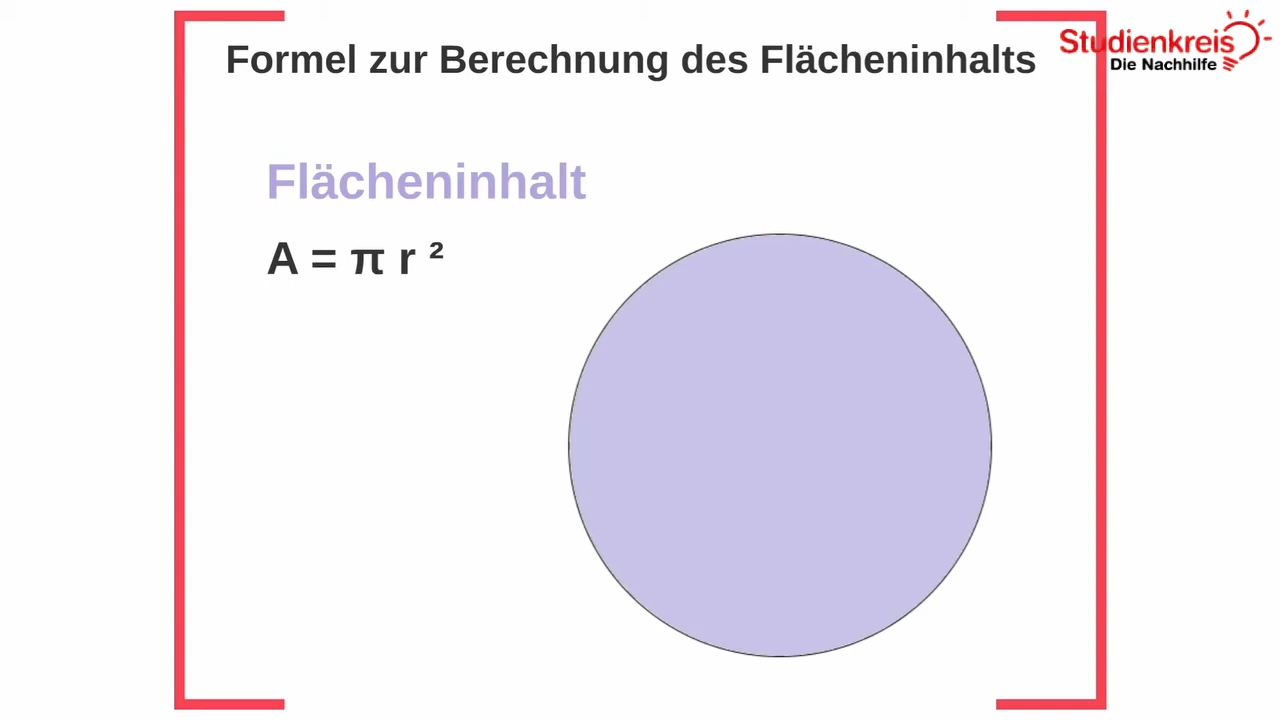 Formel zur Berechnung des Flächeninhalts
Studienkreis
Die Nachhilfe
Flächeninhalt
A = π r ²